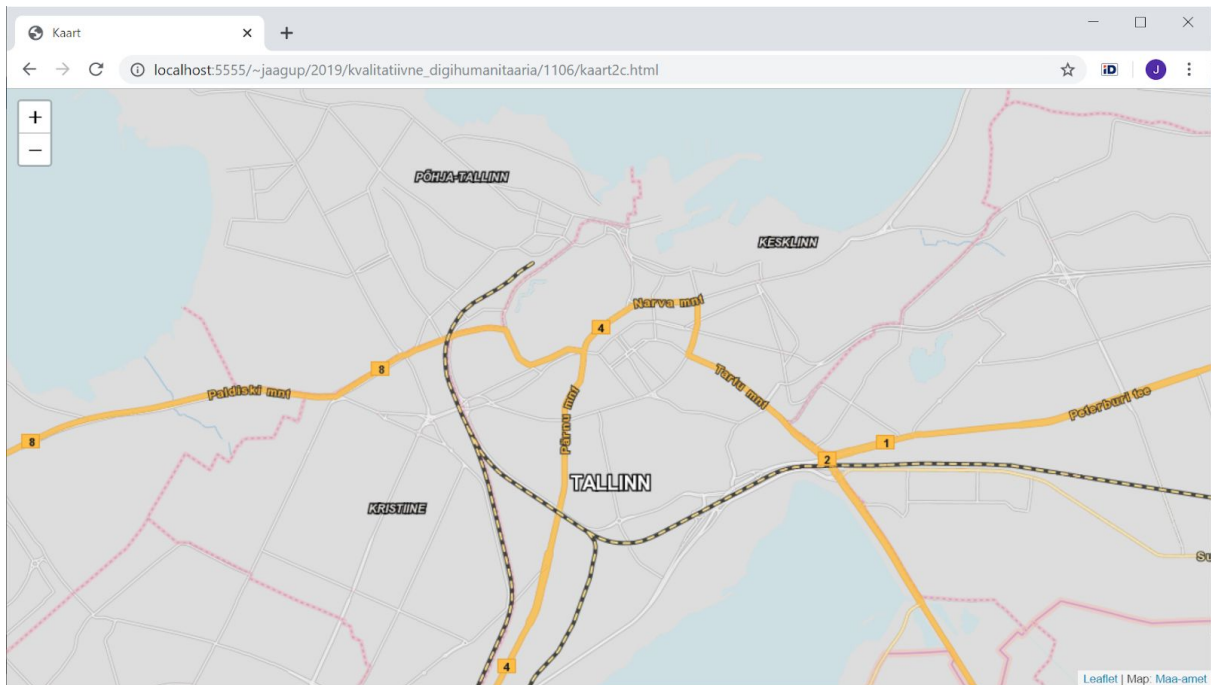 Kaart
localhost:5555/~jaagup/2019/kvalitatiivne_digihumanitaaria/1106/kaart2c.html
iD
J
+
−
PÕHJA-TALLINN
KESKLINN
Narva mnt
4
8
Tartu mnt
Paldiski mnt
Peterburi tee
Pärnu mnt
8
1
2
TALLINN
KRISTIINE
Su
4
Leaflet | Map: Maa-amet